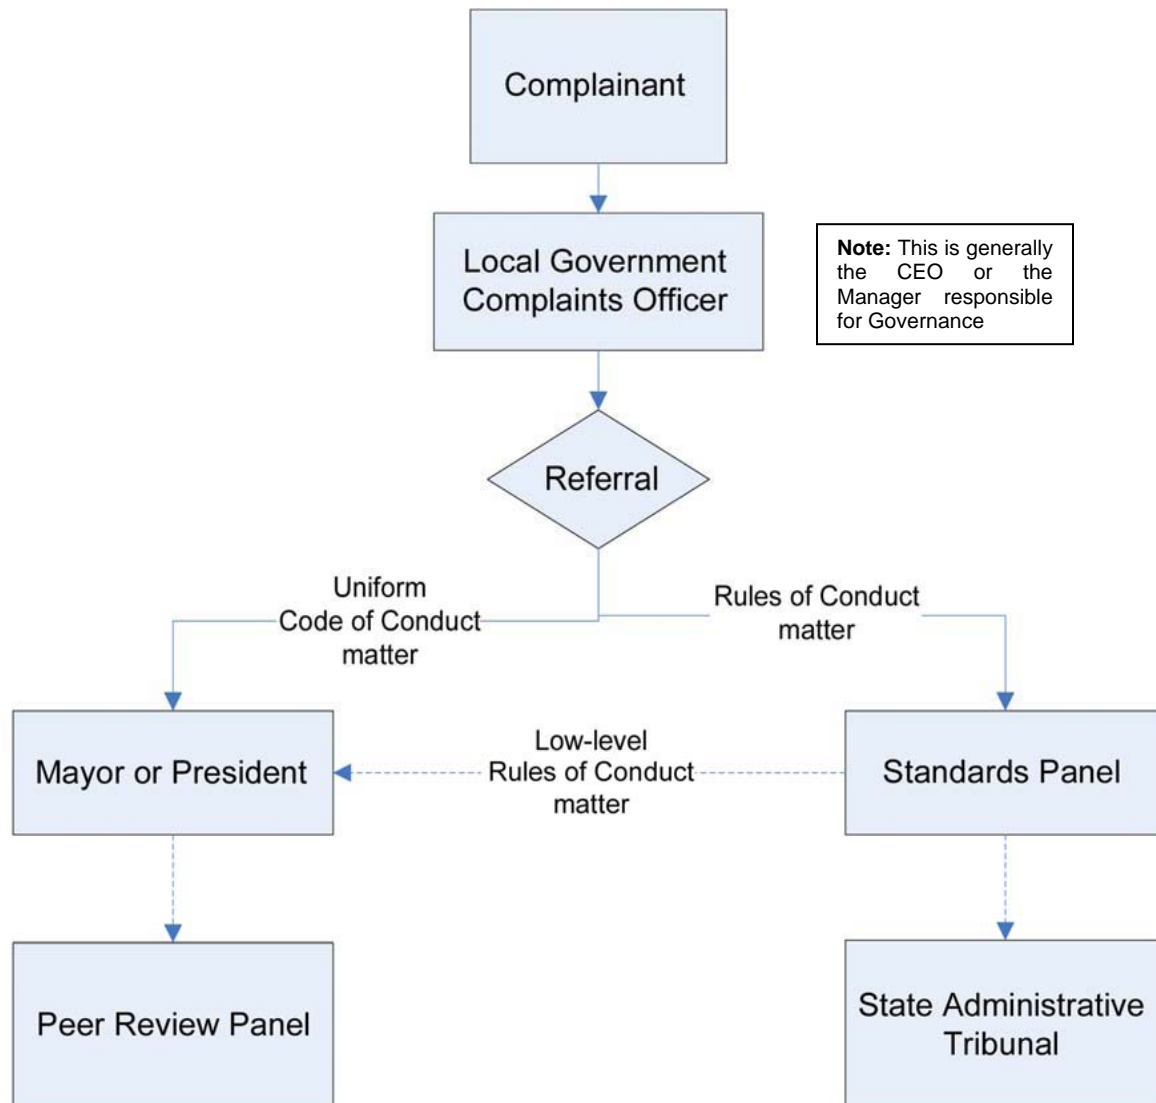 Complainant
Local Government
Complaints Officer
Note: This is generally
the CEO or the
Manager responsible
for Governance
Referral
Uniform
Code of Conduct
matter
Rules of Conduct
matter
Mayor or President
Low-level
Rules of Conduct
matter
Standards Panel
Peer Review Panel
State Administrative
Tribunal